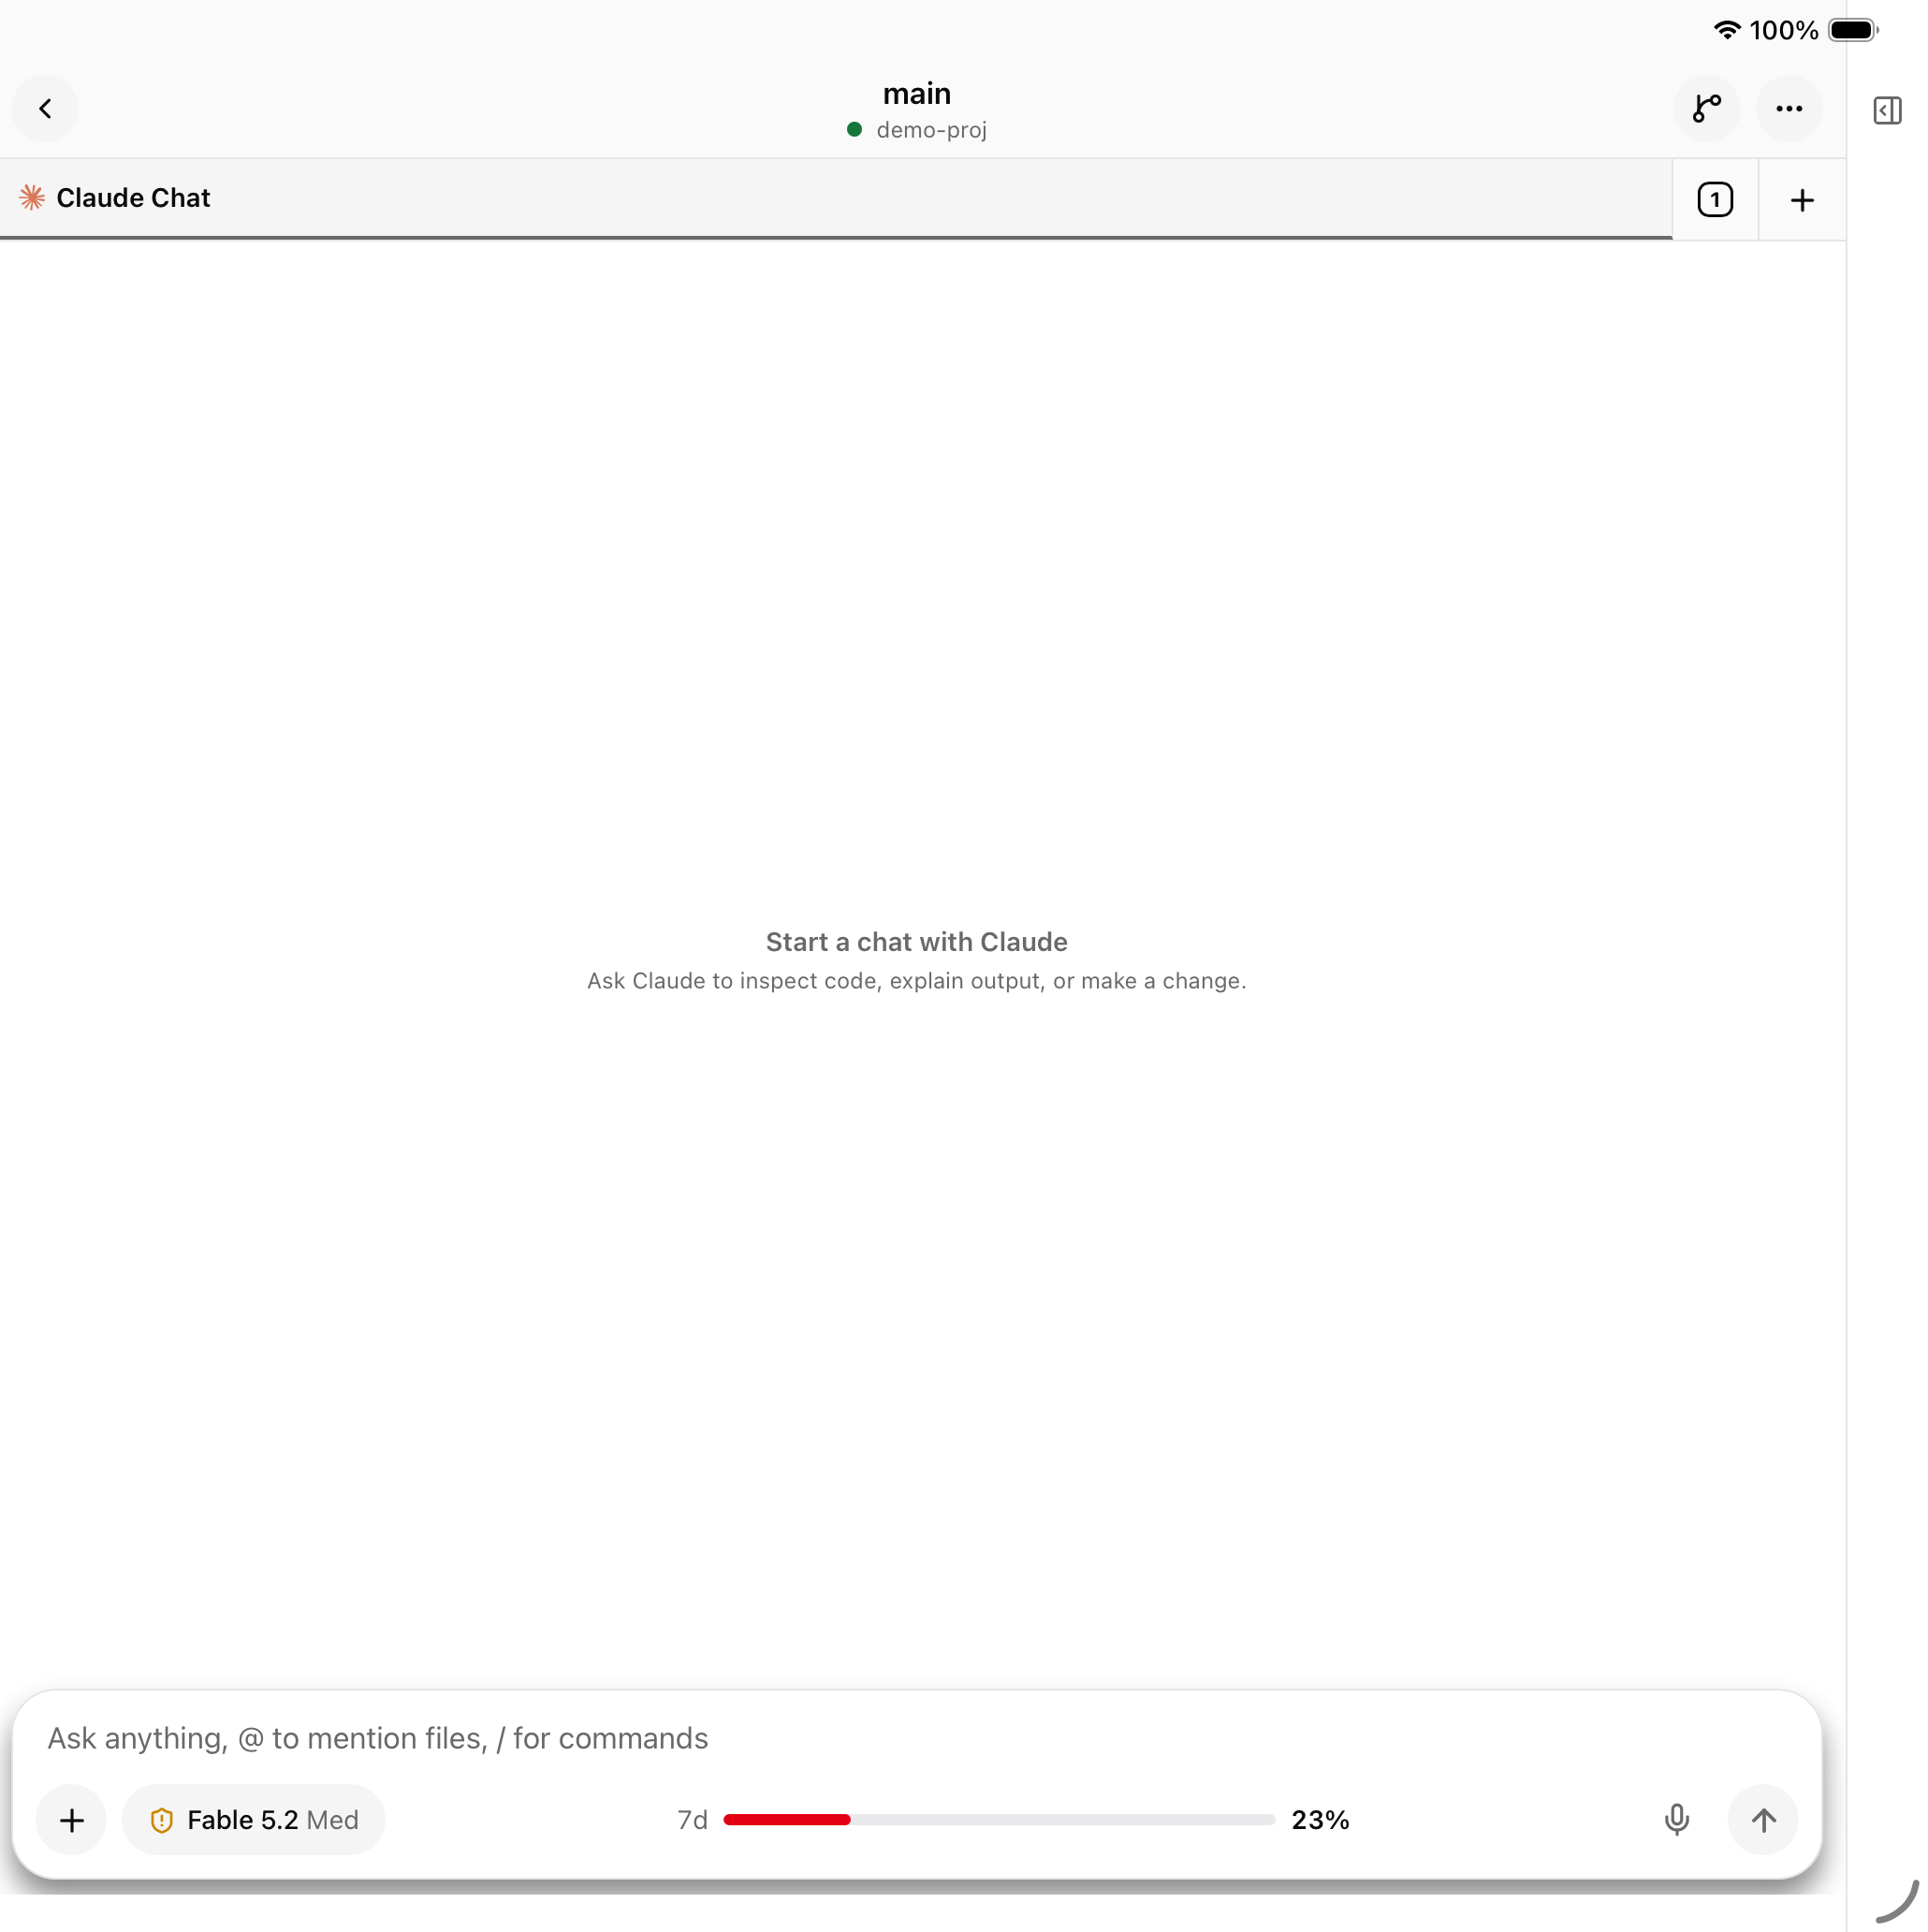 100%
main
demo-proj
Claude Chat
1
Start a chat with Claude
Ask Claude to inspect code, explain output, or make a change.
Ask anything, @ to mention files, / for commands
Fable 5.2 Med
7d
23%